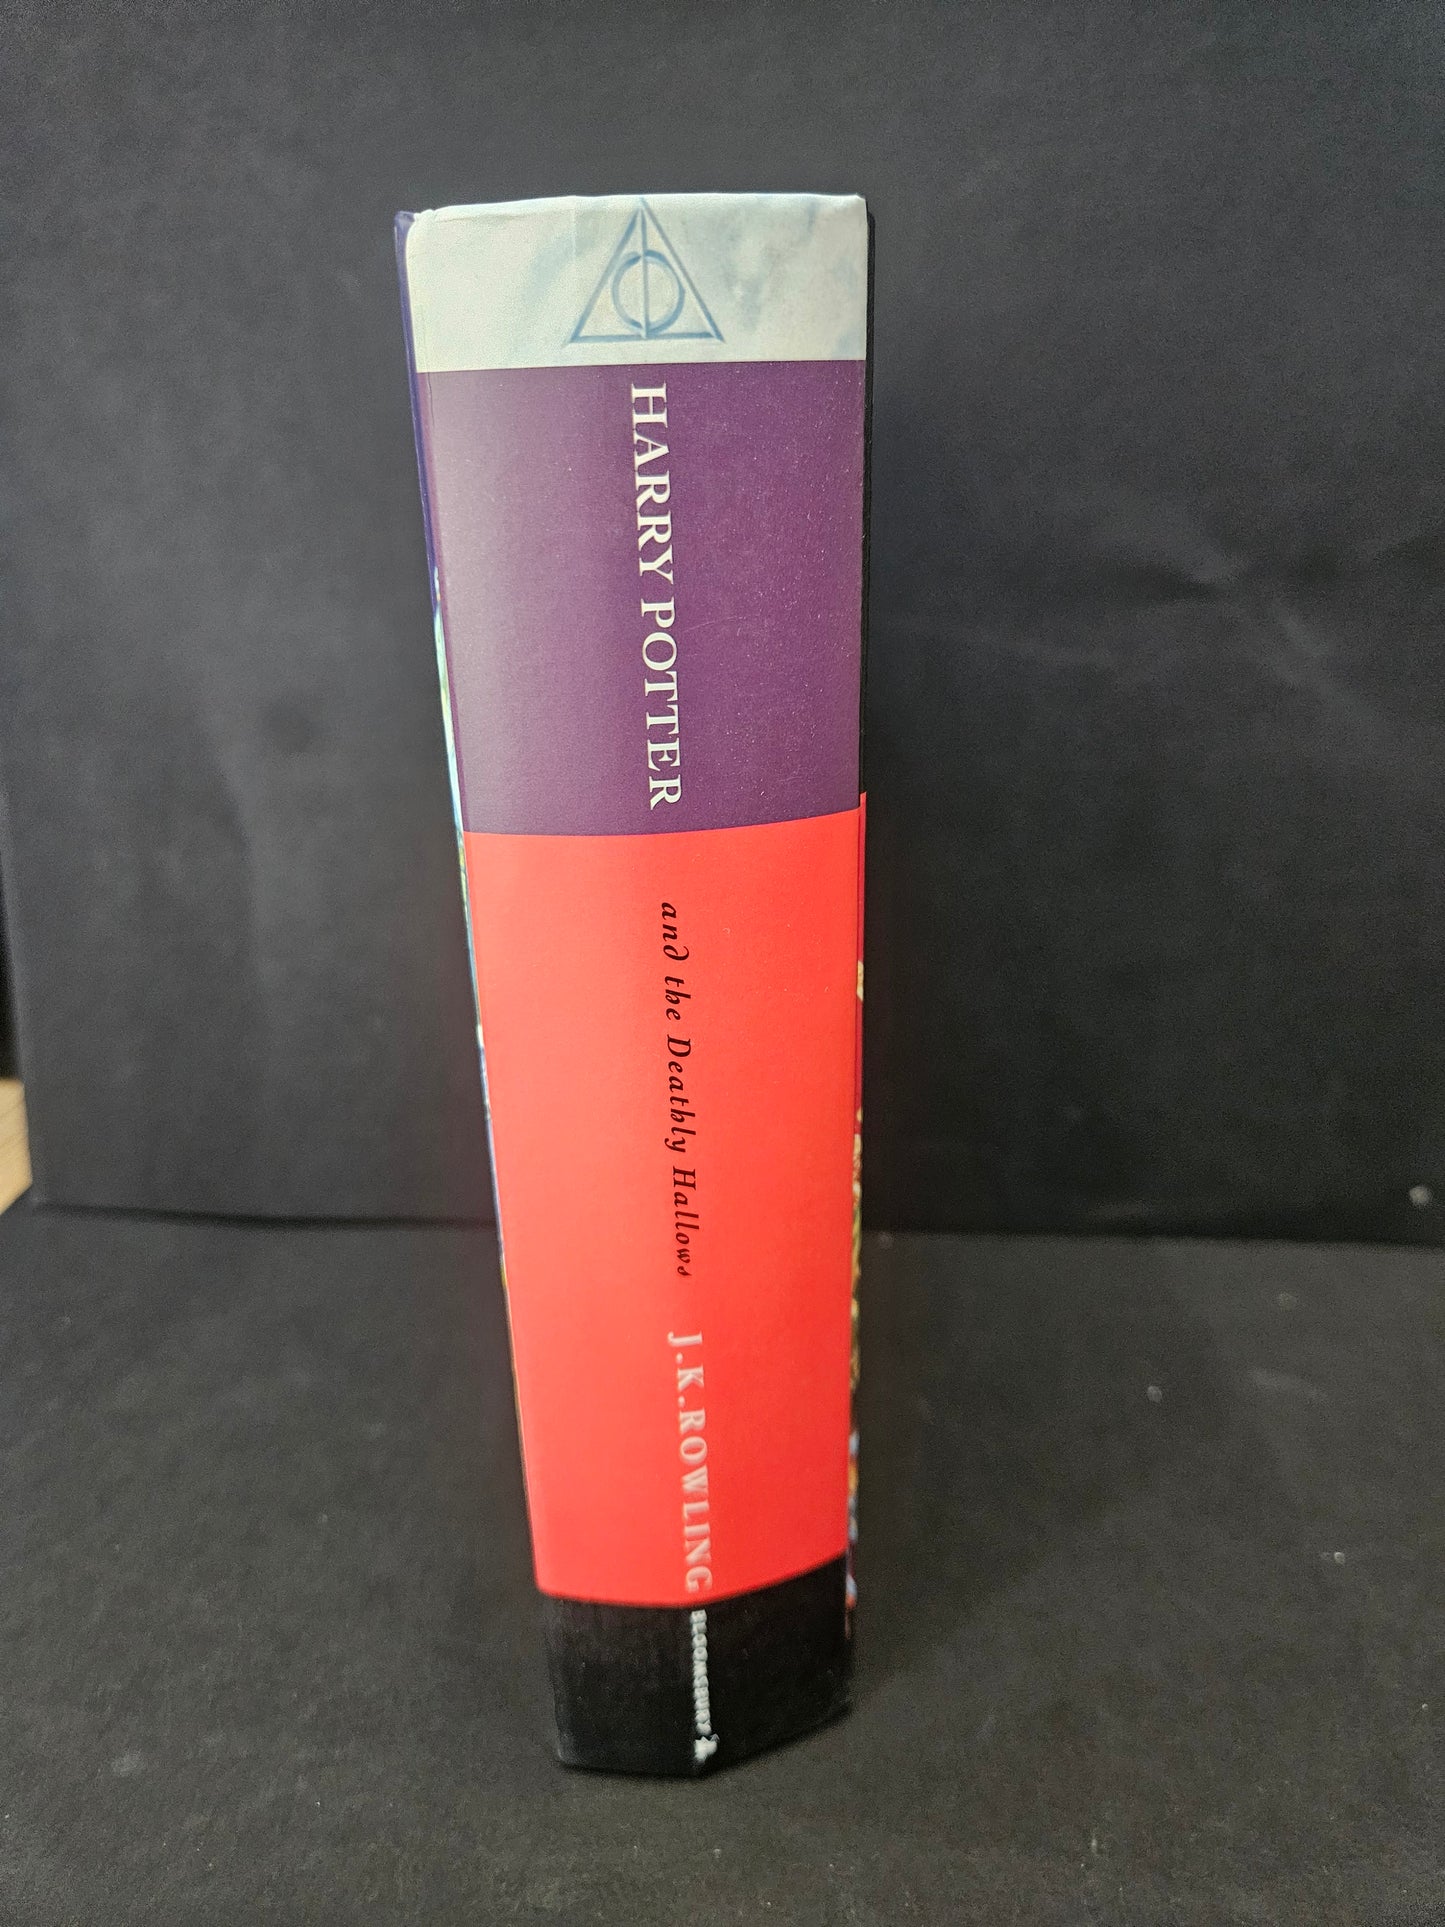 HARRY POTTER
and the Deathly Hallows
J.K.ROWLING
BLOOMSBURY